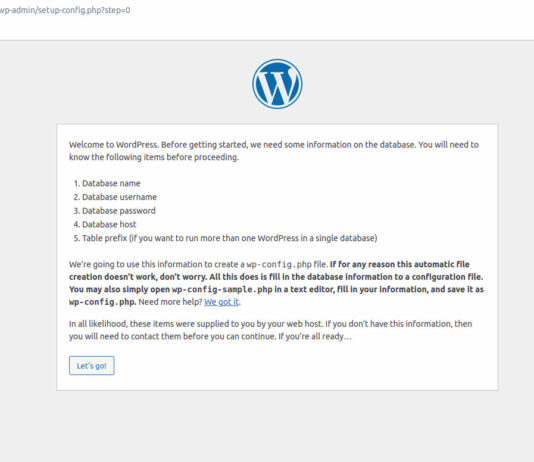 wp-admin/setup-config.php?step=0
Welcome to WordPress. Before getting started, we need some information on the database. You will need to
know the following items before proceeding.
1. Database name
2. Database username
3. Database password
4. Database host
5. Table prefix (if you want to run more than one WordPress in a single database)
We're going to use this information to create a wp-config.php file. If for any reason this automatic file
creation doesn't work, don't worry. All this does is fill in the database information to a configuration file.
You may also simply open wp-config-sample.php in a text editor, fill in your information, and save it as
wp-config.php. Need more help? We got it.
In all likelihood, these items were supplied to you by your web host. If you don't have this information, then
you will need to contact them before you can continue. If you're all ready…
Let's go!